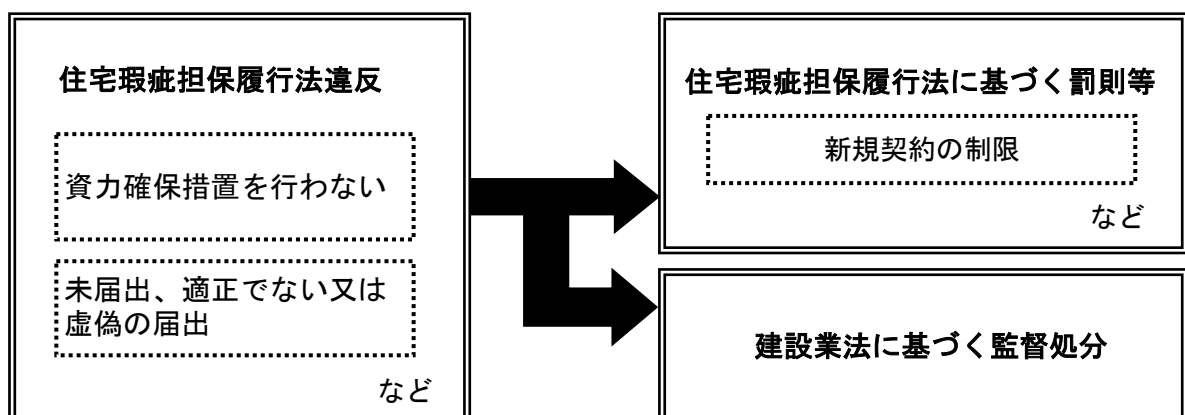 住宅瑕疵担保履行法違反
資力確保措置を行わない
未届出、適正でない又は
虚偽の届出
など
住宅瑕疵担保履行法に基づく罰則等
新規契約の制限
など
建設業法に基づく監督処分